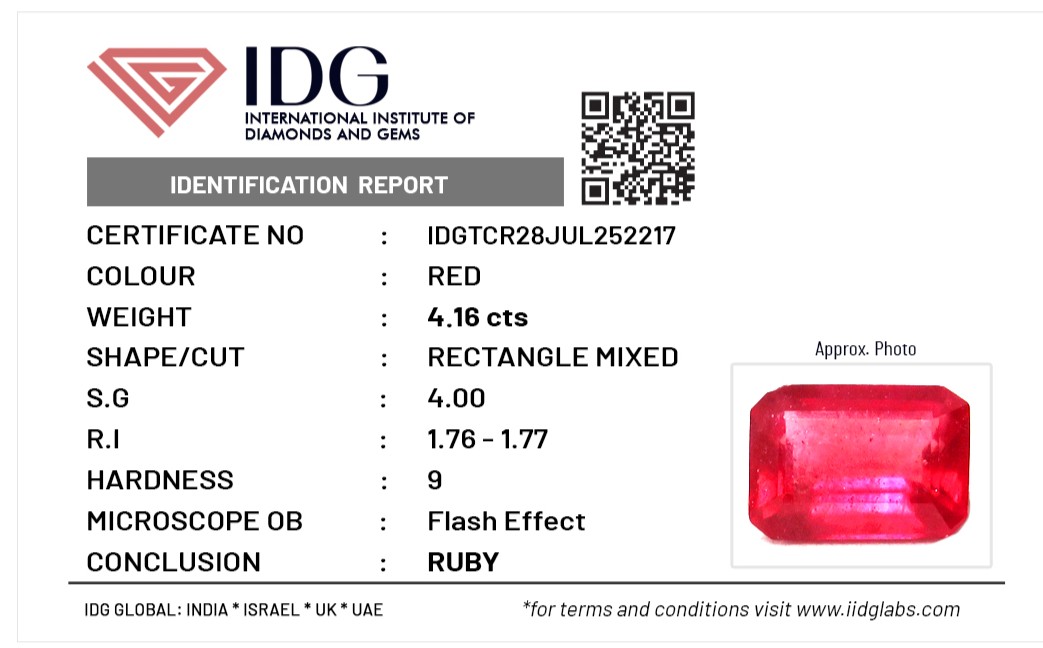 IDG
INTERNATIONAL INSTITUTE OF
DIAMONDS AND GEMS
IDENTIFICATION REPORT
CERTIFICATE NO : IDGTCR28JUL252217
COLOUR : RED
WEIGHT : 4.16 cts
SHAPE/CUT : RECTANGLE MIXED
S.G : 4.00
R.I : 1.76 - 1.77
HARDNESS : 9
MICROSCOPE OB : Flash Effect
CONCLUSION : RUBY
Approx. Photo
IDG GLOBAL: INDIA * ISRAEL * UK * UAE
*for terms and conditions visit www.iidglabs.com